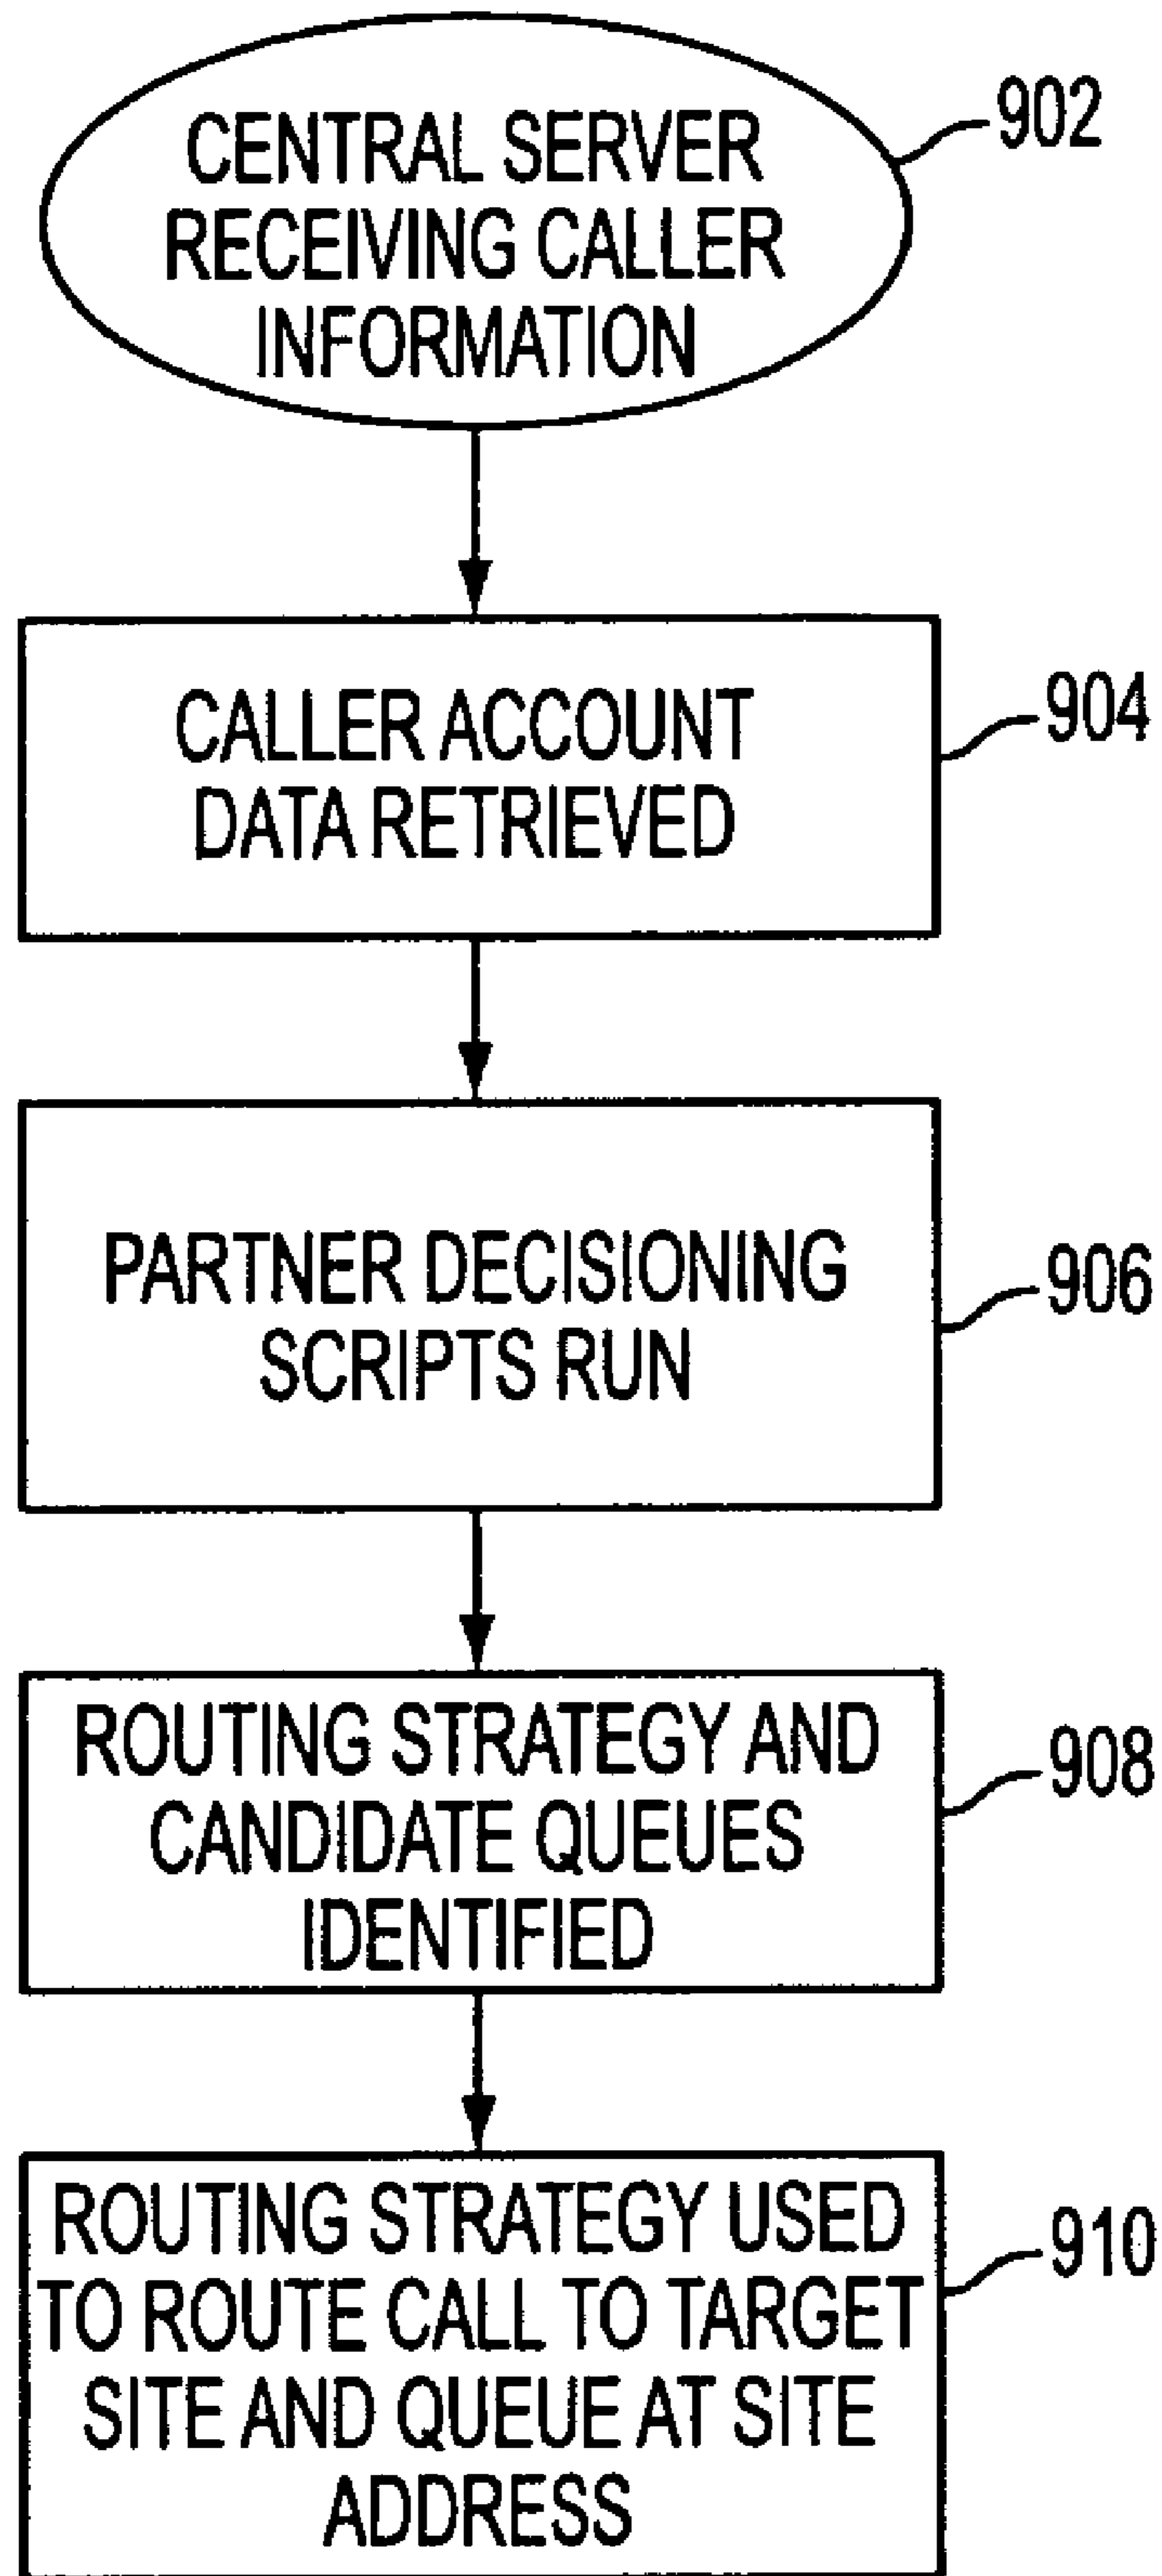 CENTRAL SERVER
RECEIVING CALLER
INFORMATION
902
CALLER ACCOUNT
DATA RETRIEVED
904
PARTNER DECISIONING
SCRIPTS RUN
906
ROUTING STRATEGY AND
CANDIDATE QUEUES
IDENTIFIED
908
ROUTING STRATEGY USED
TO ROUTE CALL TO TARGET
SITE AND QUEUE AT SITE
ADDRESS
910